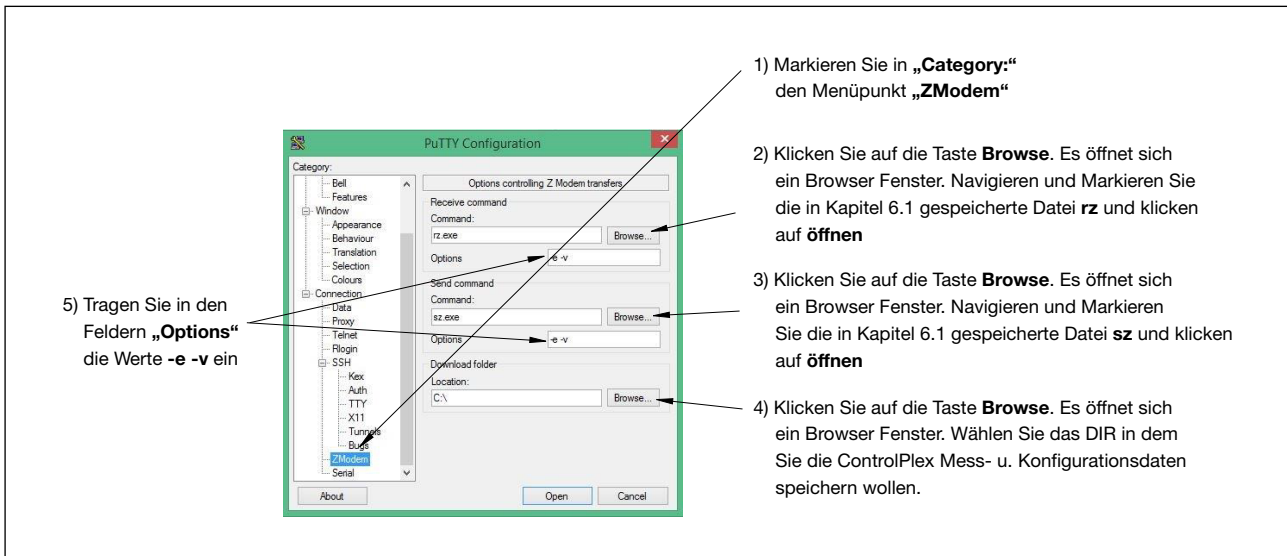 1) Markieren Sie in „Category:“
den Menüpunkt „ZModem“
2) Klicken Sie auf die Taste Browse. Es öffnet sich
ein Browser Fenster. Navigieren und Markieren Sie
die in Kapitel 6.1 gespeicherte Datei rz und klicken
auf öffnen
3) Klicken Sie auf die Taste Browse. Es öffnet sich
ein Browser Fenster. Navigieren und Markieren
Sie die in Kapitel 6.1 gespeicherte Datei sz und klicken
auf öffnen
4) Klicken Sie auf die Taste Browse. Es öffnet sich
ein Browser Fenster. Wählen Sie das DIR in dem
Sie die ControlPlex Mess- u. Konfigurationsdaten
speichern wollen.
5) Tragen Sie in den
Feldern „Options“
die Werte -e -v ein
PuTTY Configuration
Category:
Bell
Features
Window
Appearance
Behaviour
Translation
Selection
Colours
Connection
Data
Proxy
Telnet
Rlogin
SSH
Kex
Auth
TTY
X11
Tunnels
Bugs
ZModem
Serial
Options controlling Z Modem transfers
Receive command
Command:
rz.exe
Browse...
Options
-e -v
Send command
Command:
sz.exe
Browse...
Options
-e -v
Download folder
Location:
C:\
Browse...
About
Open
Cancel